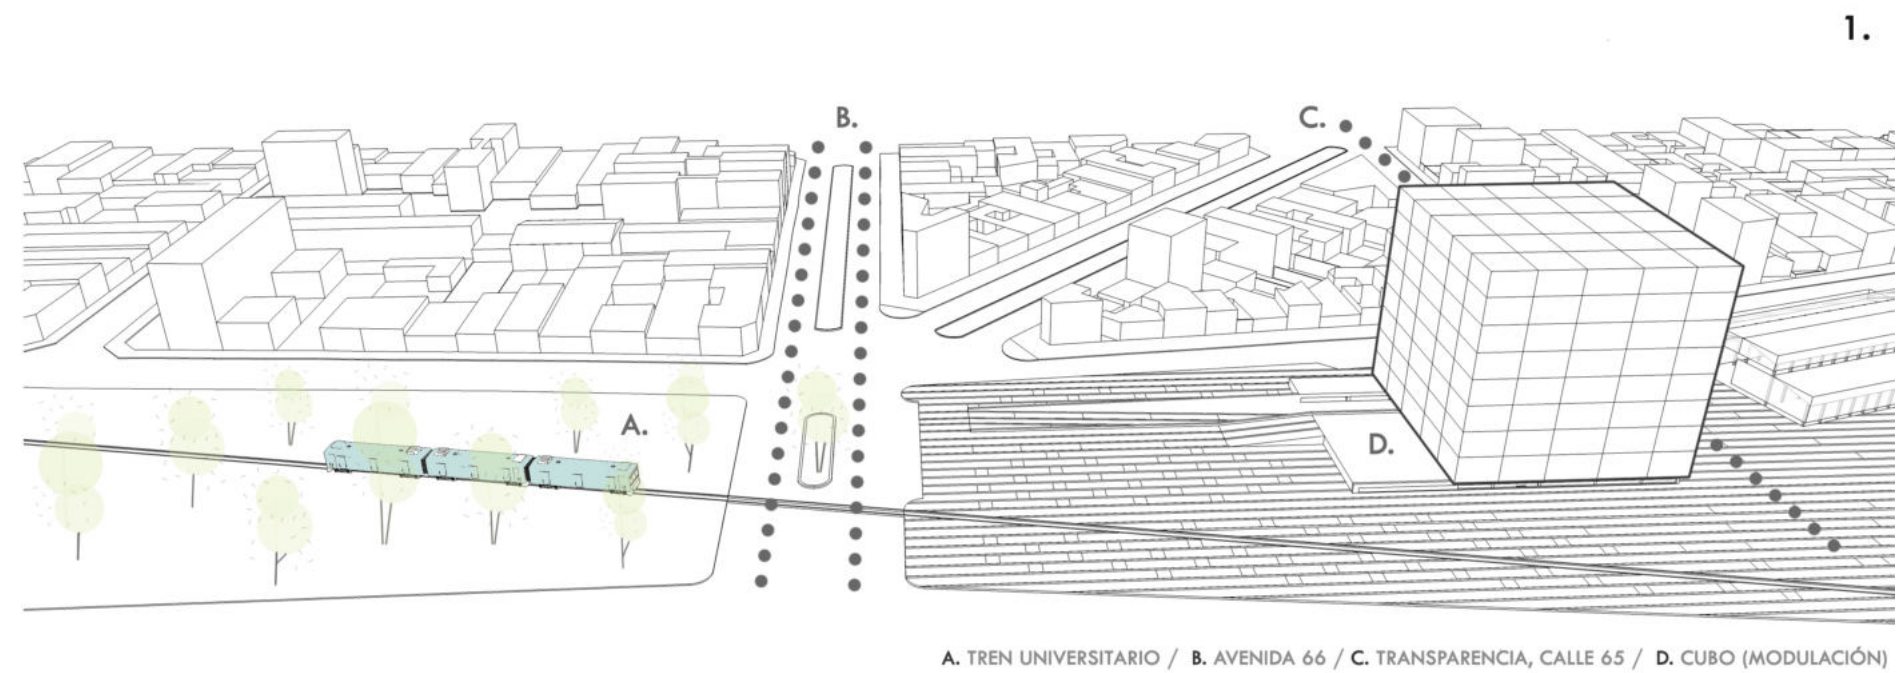 1.
B.
C.
A.
D.
A. TREN UNIVERSITARIO / B. AVENIDA 66 / C. TRANSPARENCIA, CALLE 65 / D. CUBO (MODULACIÓN)